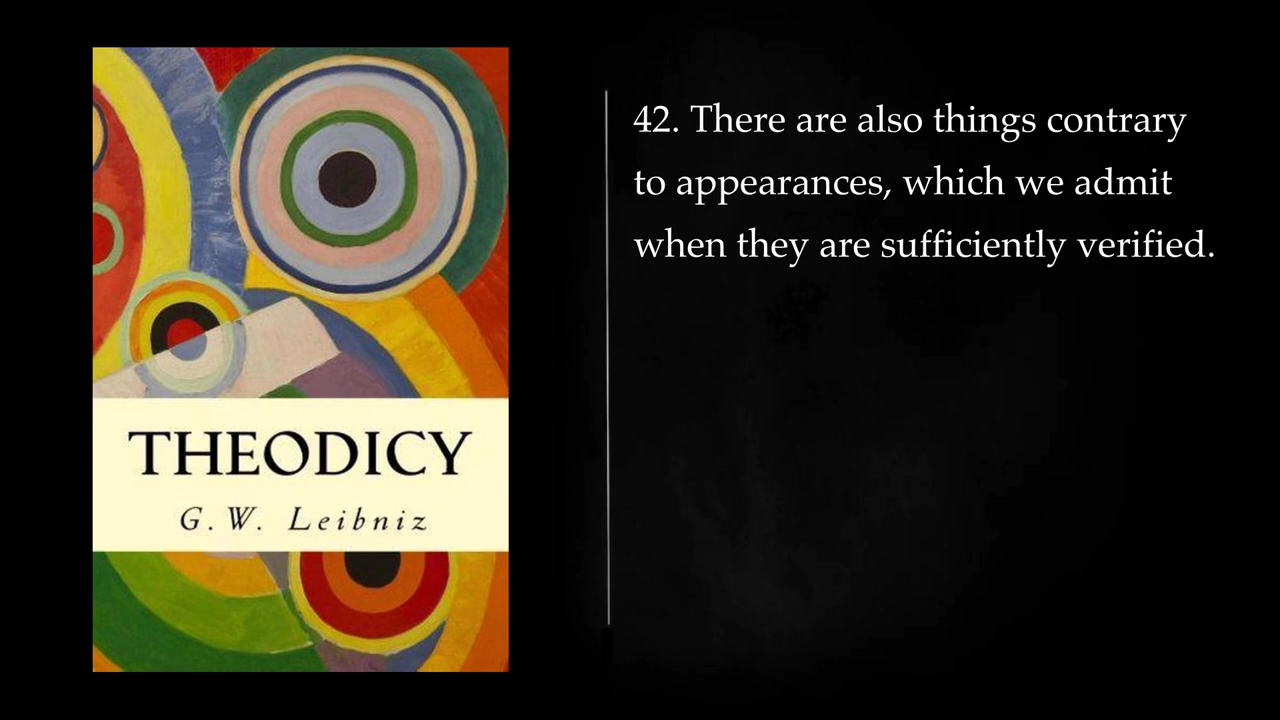 THEODICY
G. W. Leibniz
42. There are also things contrary
to appearances, which we admit
when they are sufficiently verified.